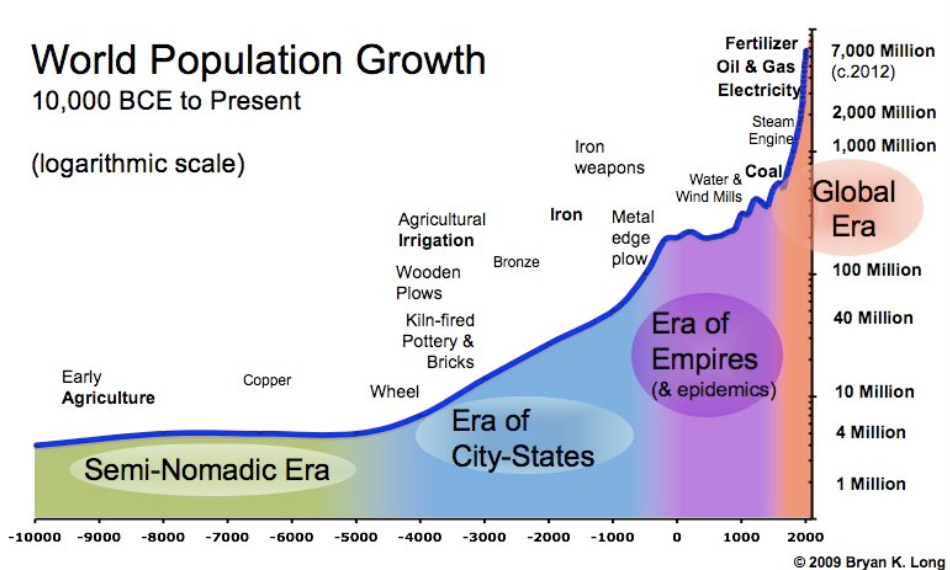 World Population Growth
10,000 BCE to Present
(logarithmic scale)
Fertilizer
Oil & Gas
Electricity
Steam
Engine
Coal
Water &
Wind Mills
Iron
weapons
Iron
Metal
edge
plow
Agricultural
Irrigation
Bronze
Wooden
Plows
Kiln-fired
Pottery &
Bricks
Wheel
Copper
Early
Agriculture
Semi-Nomadic Era
Era of
City-States
Era of
Empires
(& epidemics)
Global
Era
7,000 Million
(c.2012)
2,000 Million
1,000 Million
100 Million
40 Million
10 Million
4 Million
1 Million
-10000 -9000 -8000 -7000 -6000 -5000 -4000 -3000 -2000 -1000 0 1000 2000
© 2009 Bryan K. Long